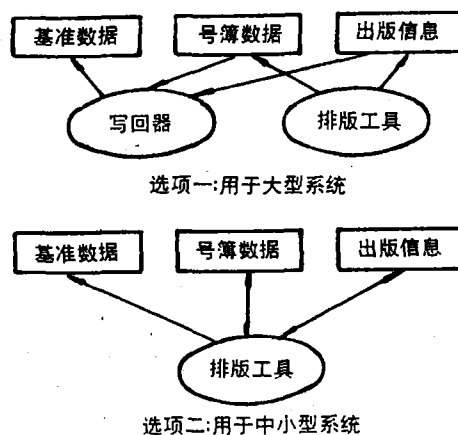 基准数据 号簿数据 出版信息
写回器 排版工具
选项一:用于大型系统
基准数据 号簿数据 出版信息
排版工具
选项二:用于中小型系统